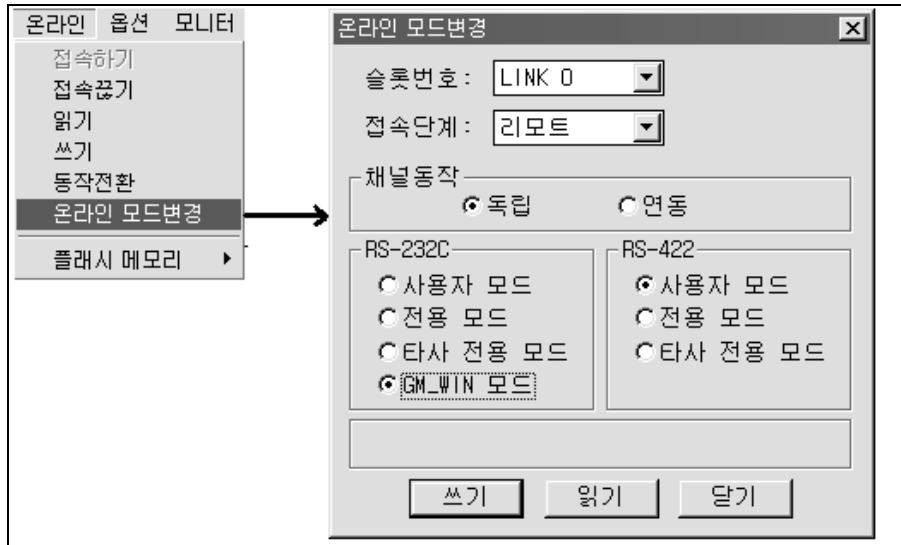 온라인 옵션 모니터
접속하기
접속끊기
읽기
쓰기
동작전환
온라인 모드변경
플래시 메모리
온라인 모드변경
슬롯번호: LINK 0
접속단계: 리모트
채널동작
독립 연동
RS-232C
사용자 모드
전용 모드
타사 전용 모드
GM_WIN 모드
RS-422
사용자 모드
전용 모드
타사 전용 모드
쓰기 읽기 닫기